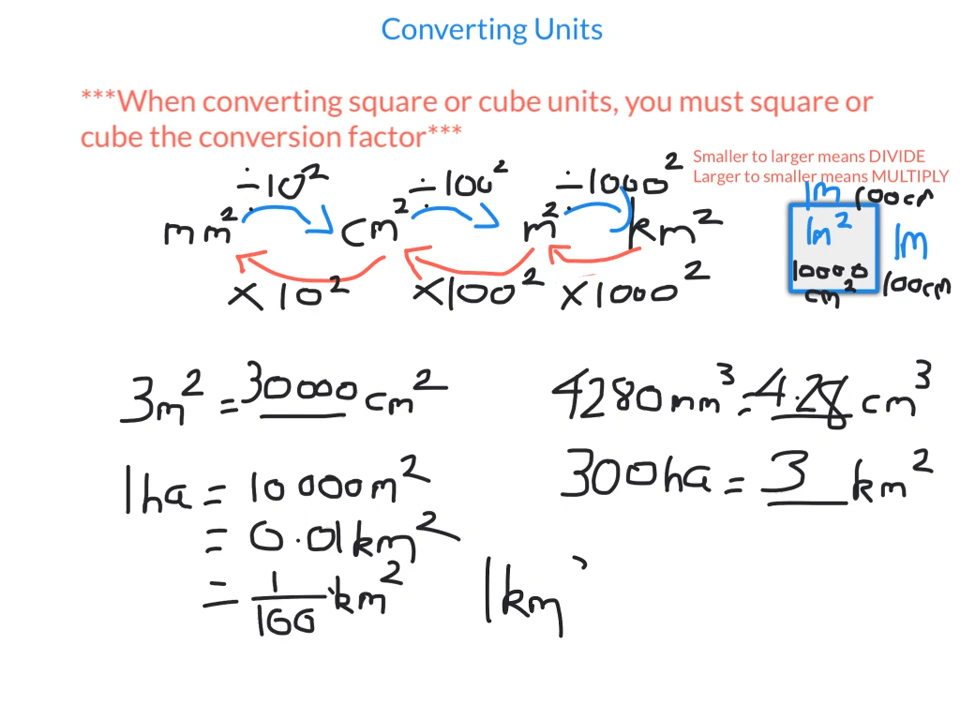 Converting Units
***When converting square or cube units, you must square or
cube the conversion factor***
Smaller to larger means DIVIDE
Larger to smaller means MULTIPLY
÷10² ÷100² ÷1000²
mm² cm² m² km²
×10² ×100² ×1000²
1m 100cm
1m² 1m
10000 cm² 100cm
3m² = 30000 cm²
4280mm³ = 4.28 cm³
1ha = 10 000m²
= 0.01km²
= 1/100 km²
300ha = 3 km²
1km